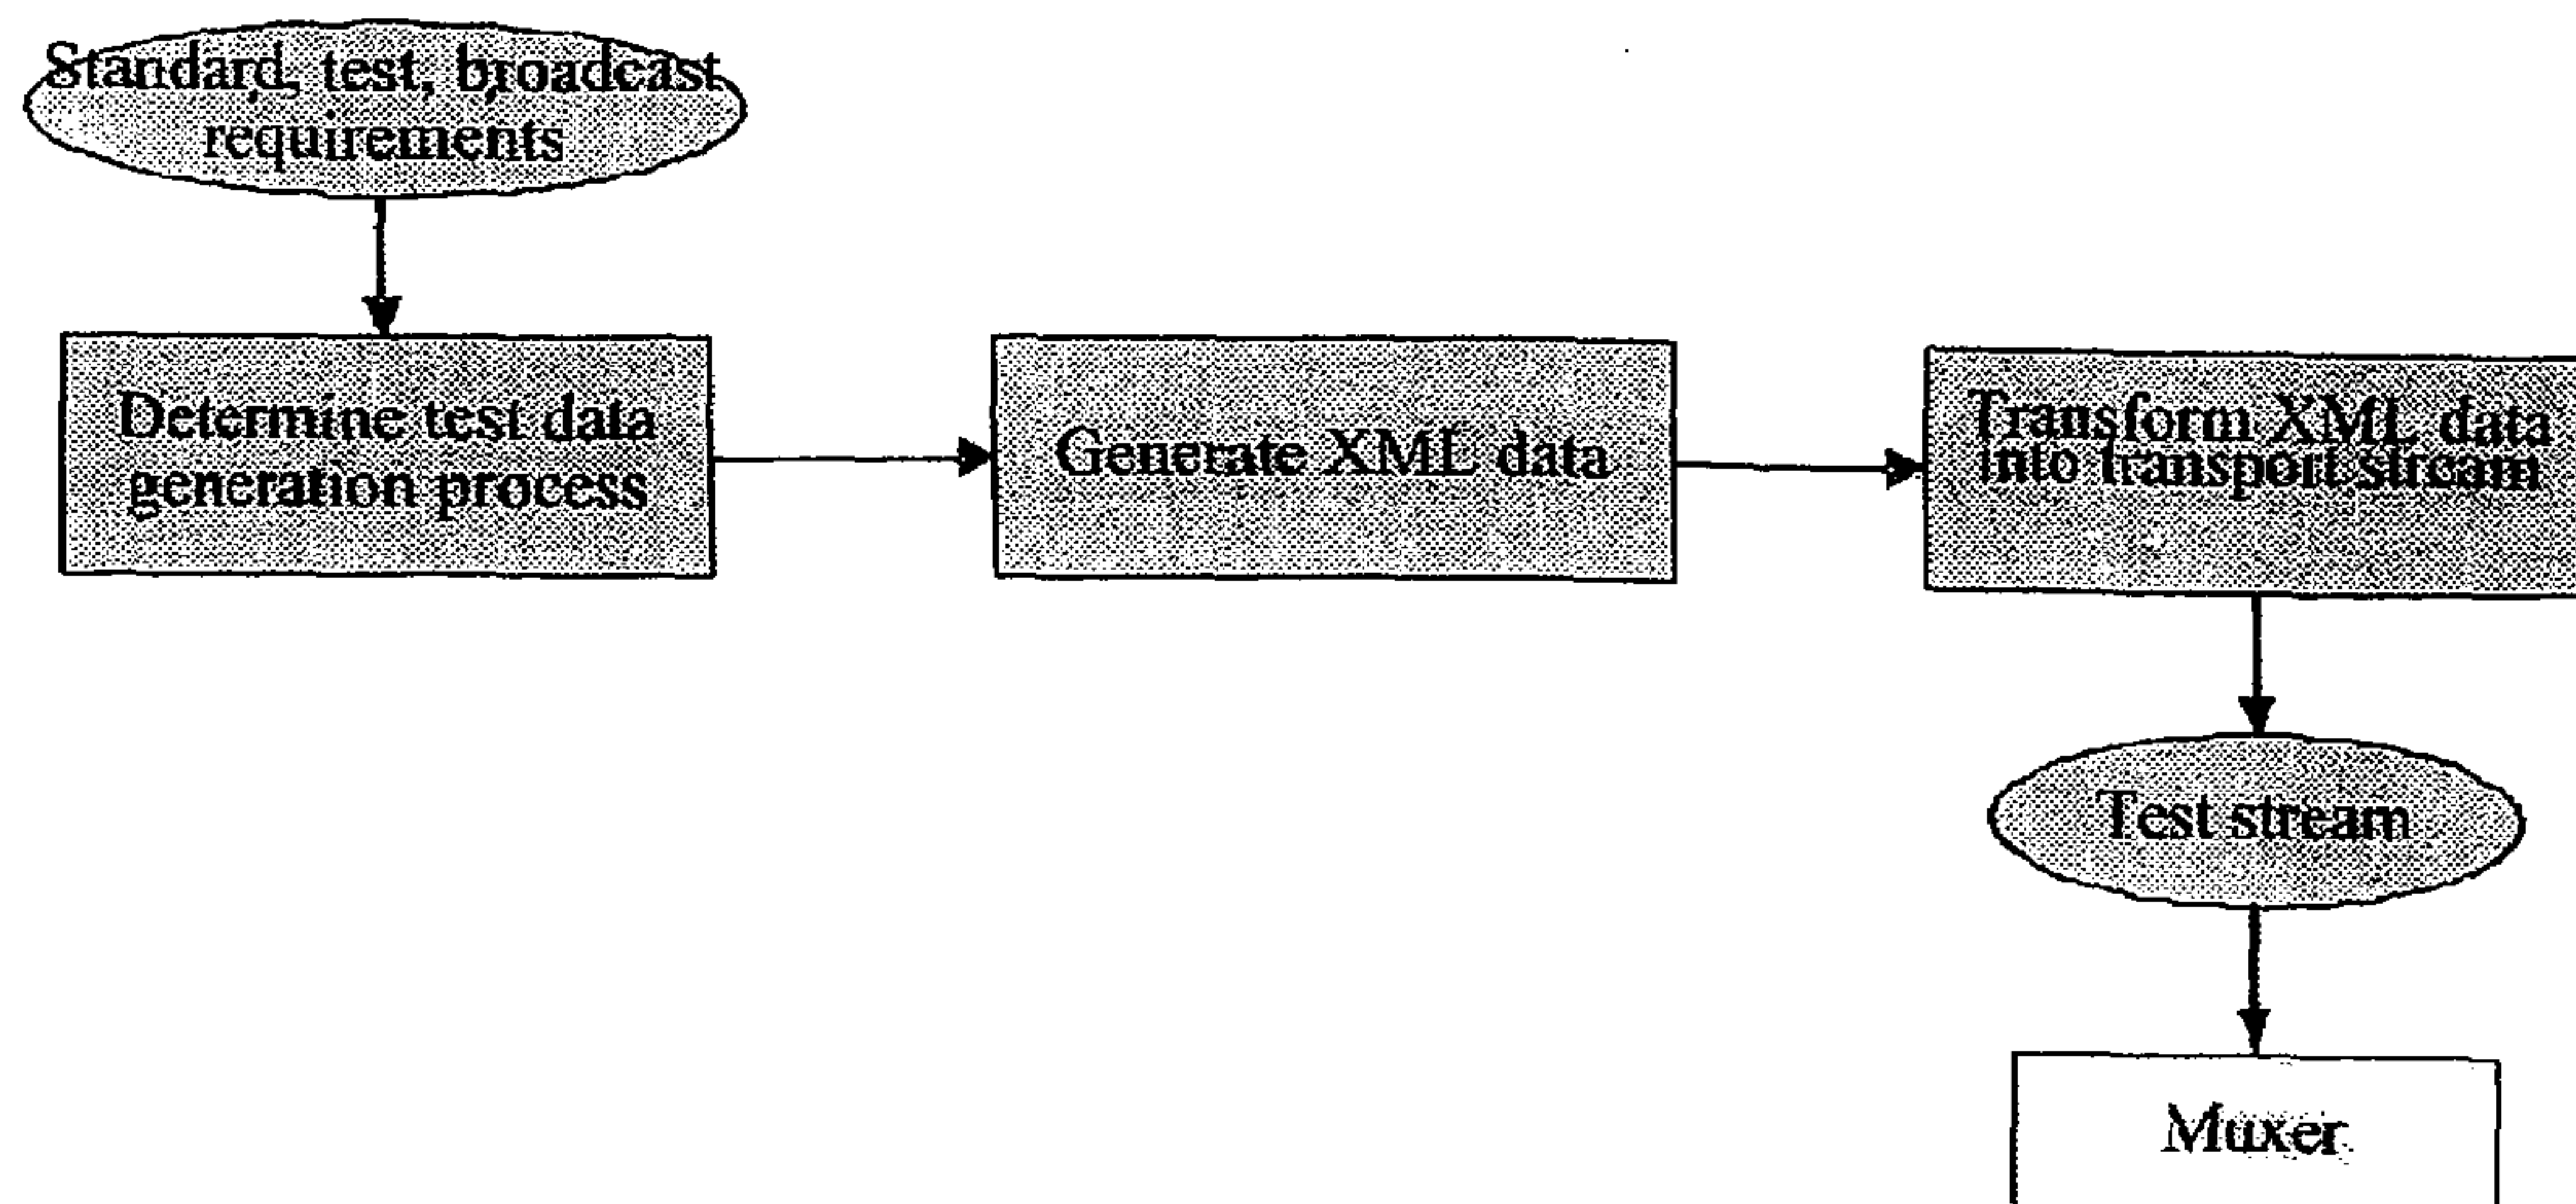 Standard, test, broadcast
requirements
Determine test data
generation process
Generate XML data
Transform XML data
into transport stream
Test stream
Muxer